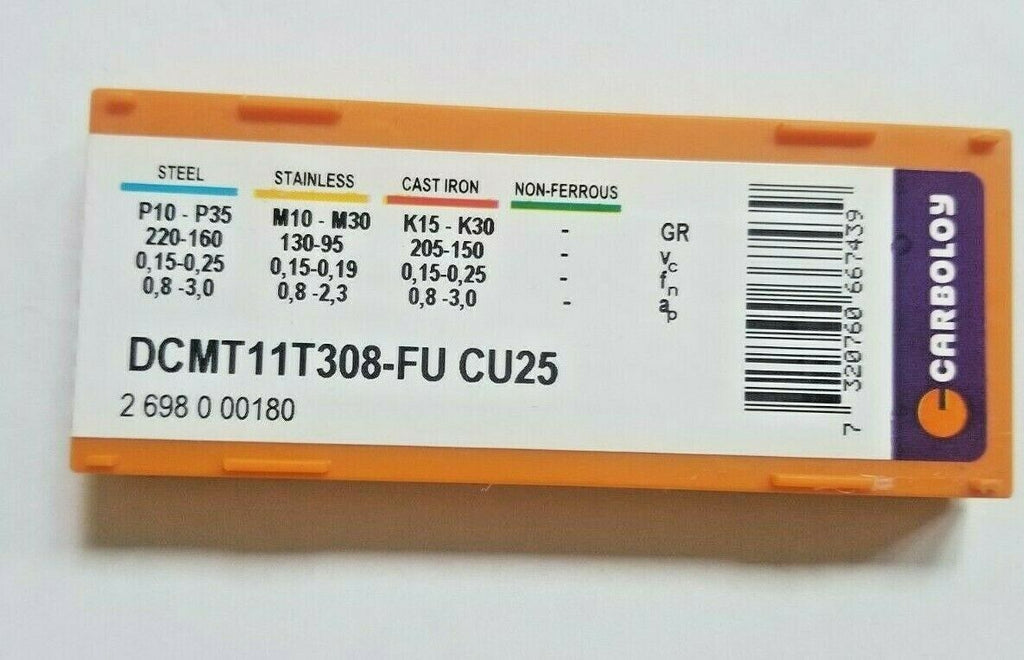 STEEL STAINLESS CAST IRON NON-FERROUS
P10 - P35 M10 - M30 K15 - K30 - GR
220-160 130-95 205-150 - vc
0,15-0,25 0,15-0,19 0,15-0,25 - fn
0,8 -3,0 0,8 -2,3 0,8 -3,0 - ap
DCMT11T308-FU CU25
2 698 0 00180
7 320760 667439
CARBOLOY